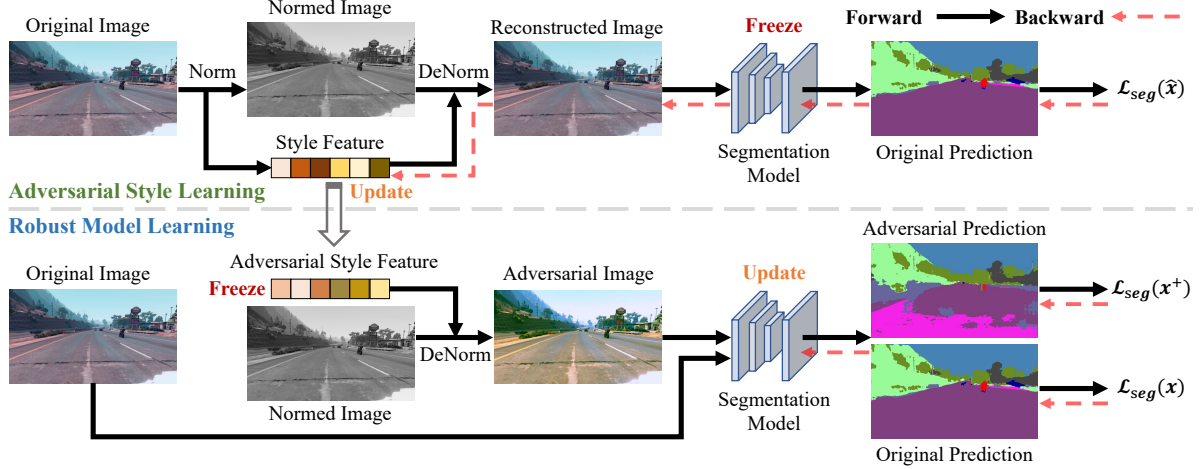 Original Image
Normed Image
Reconstructed Image
Freeze
Forward
Backward
Norm
DeNorm
Style Feature
Segmentation
Model
Original Prediction
ℒseg(x̂)
Adversarial Style Learning
Update
Robust Model Learning
Original Image
Adversarial Style Feature
Freeze
Normed Image
DeNorm
Adversarial Image
Update
Segmentation
Model
Adversarial Prediction
ℒseg(x⁺)
ℒseg(x)
Original Prediction